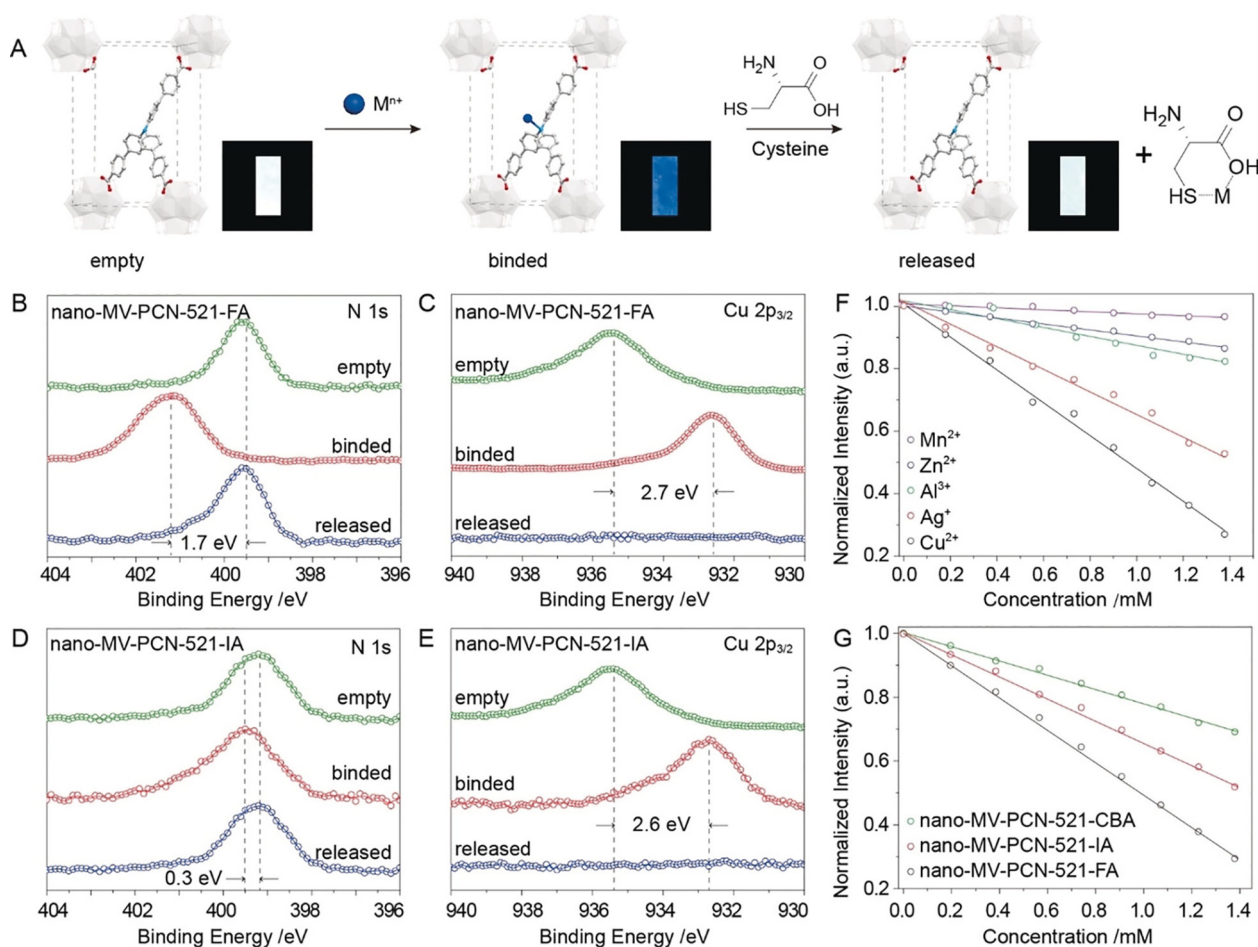 A
Mⁿ⁺
H₂N
O
HS
OH
Cysteine
+
H₂N
O
OH
HS
M
empty
binded
released
B
nano-MV-PCN-521-FA
N 1s
empty
binded
released
1.7 eV
404 402 400 398 396
Binding Energy /eV
C
nano-MV-PCN-521-FA
Cu 2p₃/₂
empty
binded
2.7 eV
released
940 938 936 934 932 930
Binding Energy /eV
F
Normalized Intensity (a.u.)
1.0
0.8
0.6
0.4
0.2
Mn²⁺
Zn²⁺
Al³⁺
Ag⁺
Cu²⁺
0.0 0.2 0.4 0.6 0.8 1.0 1.2 1.4
Concentration /mM
D
nano-MV-PCN-521-IA
N 1s
empty
binded
released
0.3 eV
404 402 400 398 396
Binding Energy /eV
E
nano-MV-PCN-521-IA
Cu 2p₃/₂
empty
binded
2.6 eV
released
940 938 936 934 932 930
Binding Energy /eV
G
Normalized Intensity (a.u.)
1.0
0.8
0.6
0.4
0.2
nano-MV-PCN-521-CBA
nano-MV-PCN-521-IA
nano-MV-PCN-521-FA
0.0 0.2 0.4 0.6 0.8 1.0 1.2 1.4
Concentration /mM